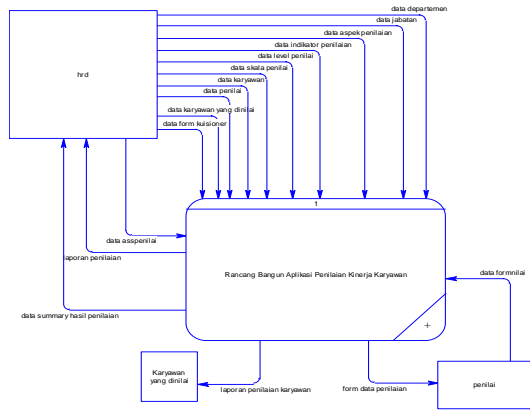 data departemen
data jabatan
data aspek penilaian
data indikator penilaian
hrd
data level penilai
data skala penilai
data karyawan
data penilai
data karyawan yang dinilai
data form kuisioner
1
data asspenilai
laporan penilaian
Rancang Bangun Aplikasi Penilaian Kinerja Karyawan
data formnilai
data summary hasil penilaian
+
Karyawan
yang dinilai
laporan penilaian karyawan
form data penilaian
penilai